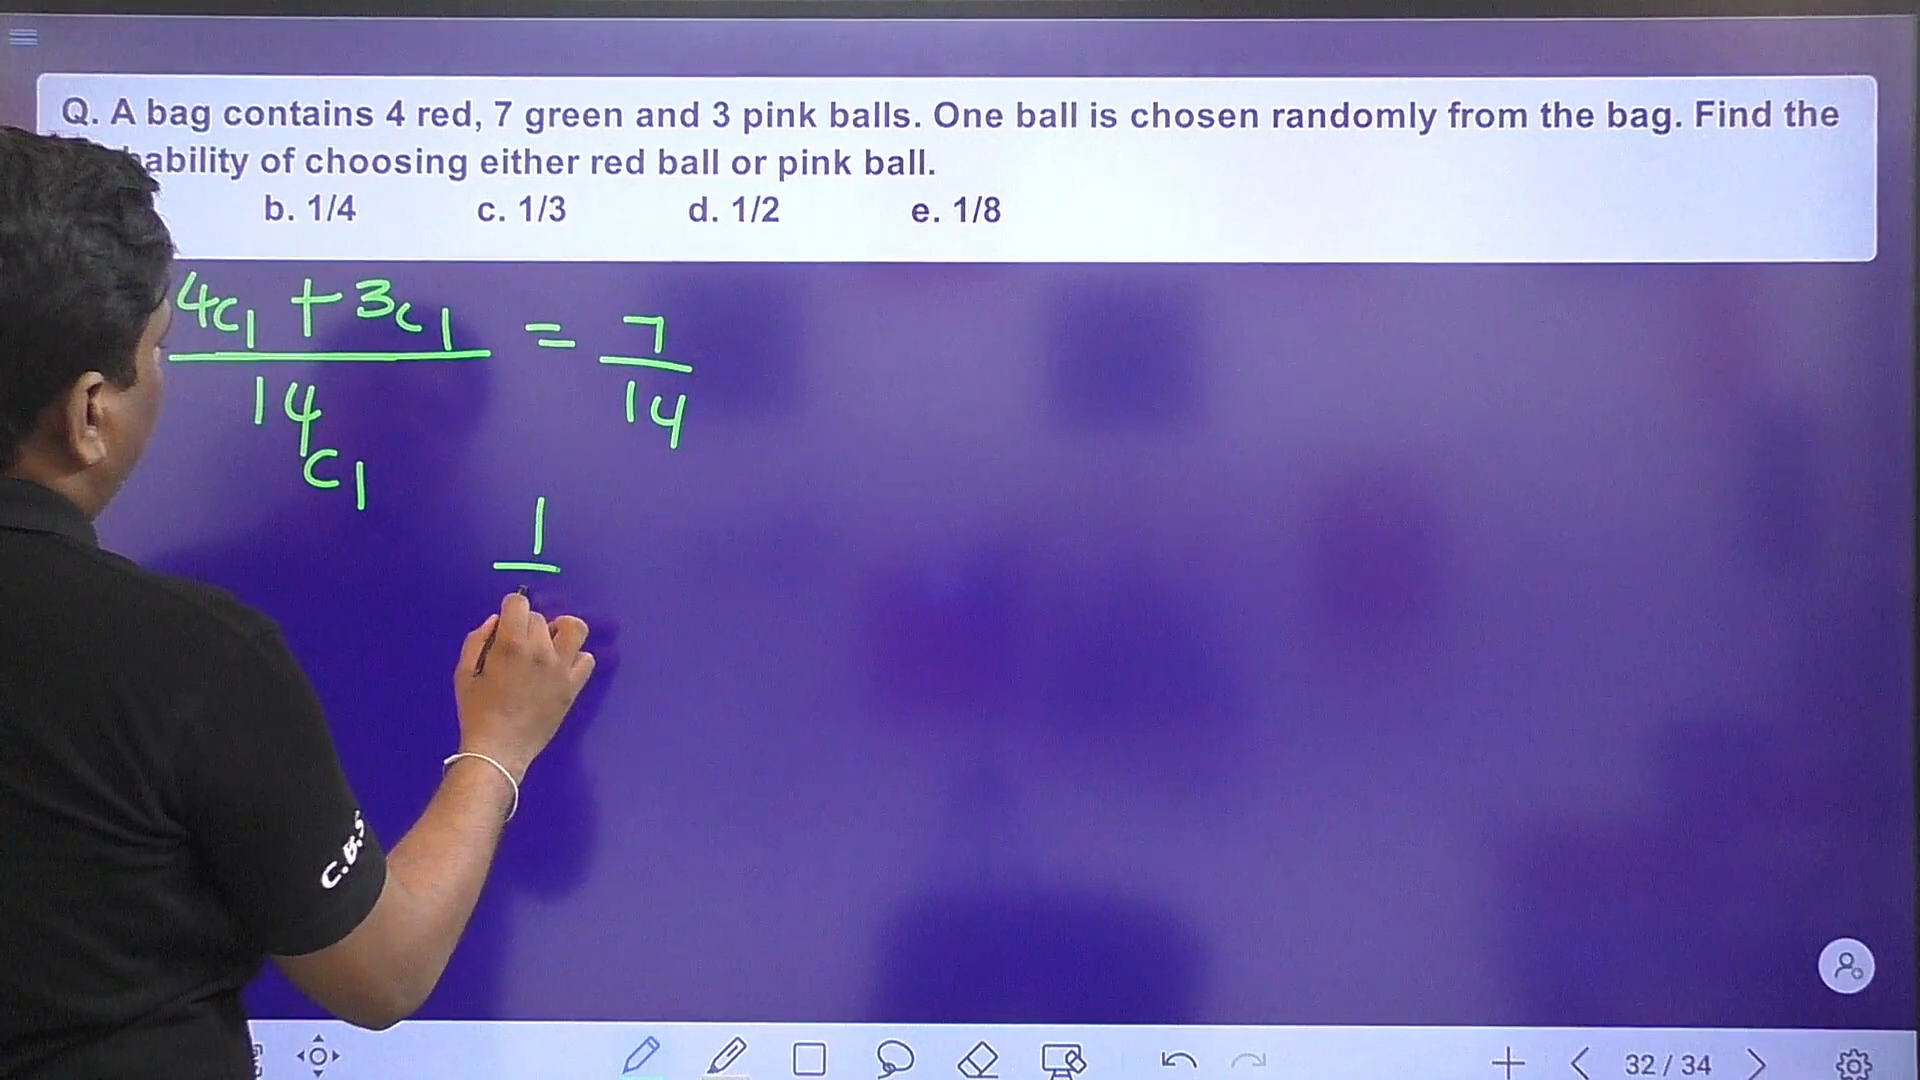 Q. A bag contains 4 red, 7 green and 3 pink balls. One ball is chosen randomly from the bag. Find the
ability of choosing either red ball or pink ball.
b. 1/4 c. 1/3 d. 1/2 e. 1/8
4c1 + 3c1 = 7
14c1 14
1
C.B.S
32 / 34